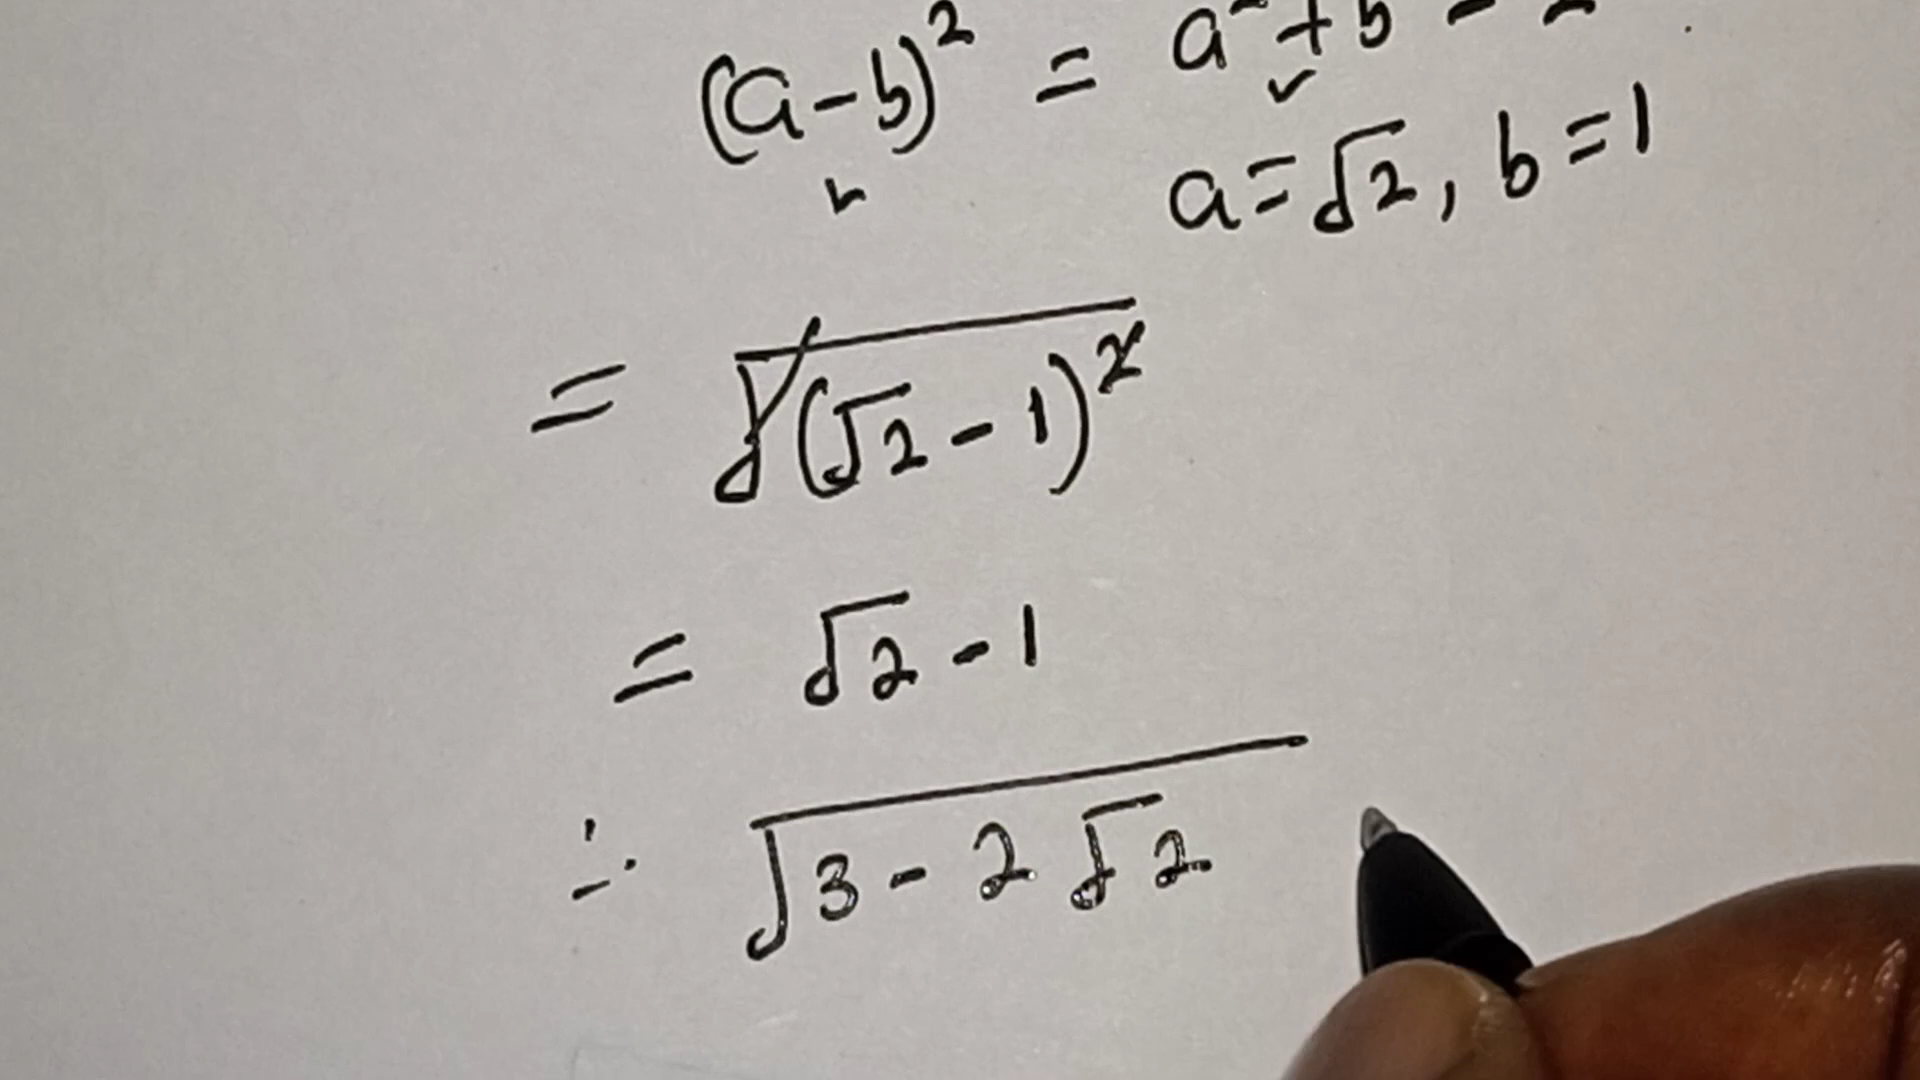 (a-b)² = a²+b² - 2
a=√2, b=1
= √(√2-1)²
= √2-1
∴ √3-2√2